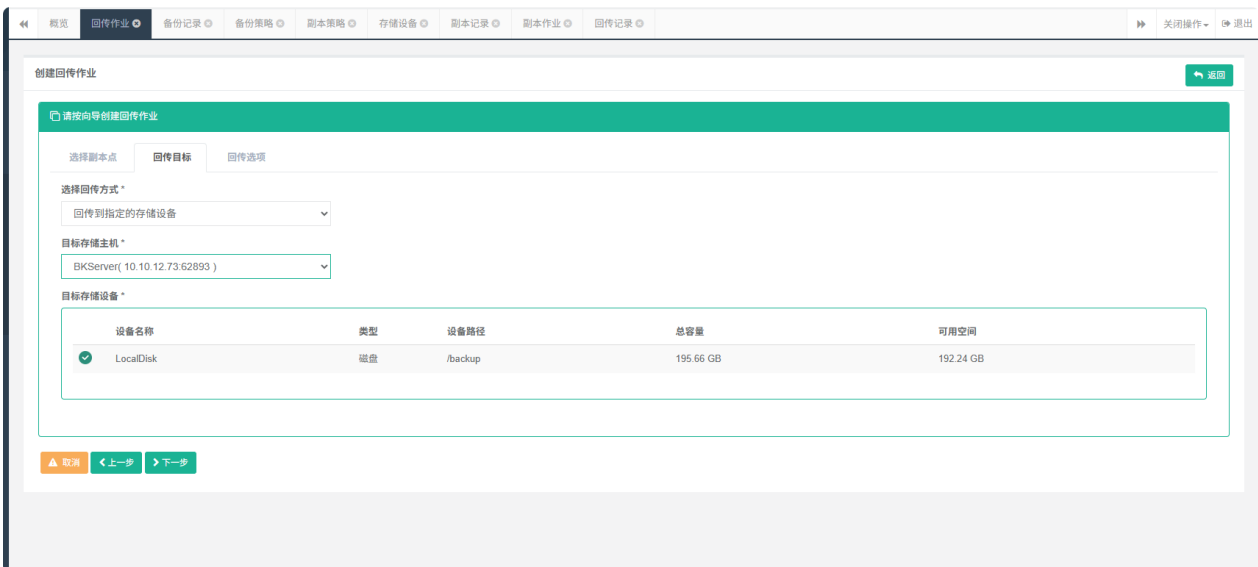 概览 回传作业 备份记录 备份策略 副本策略 存储设备 副本记录 副本作业 回传记录 关闭操作 退出
创建回传作业 返回
请按向导创建回传作业
选择副本点 回传目标 回传选项
选择回传方式 *
回传到指定的存储设备
目标存储主机 *
BKServer( 10.10.12.73:62893 )
目标存储设备 *
设备名称 类型 设备路径 总容量 可用空间
LocalDisk 磁盘 /backup 195.66 GB 192.24 GB
取消 上一步 下一步